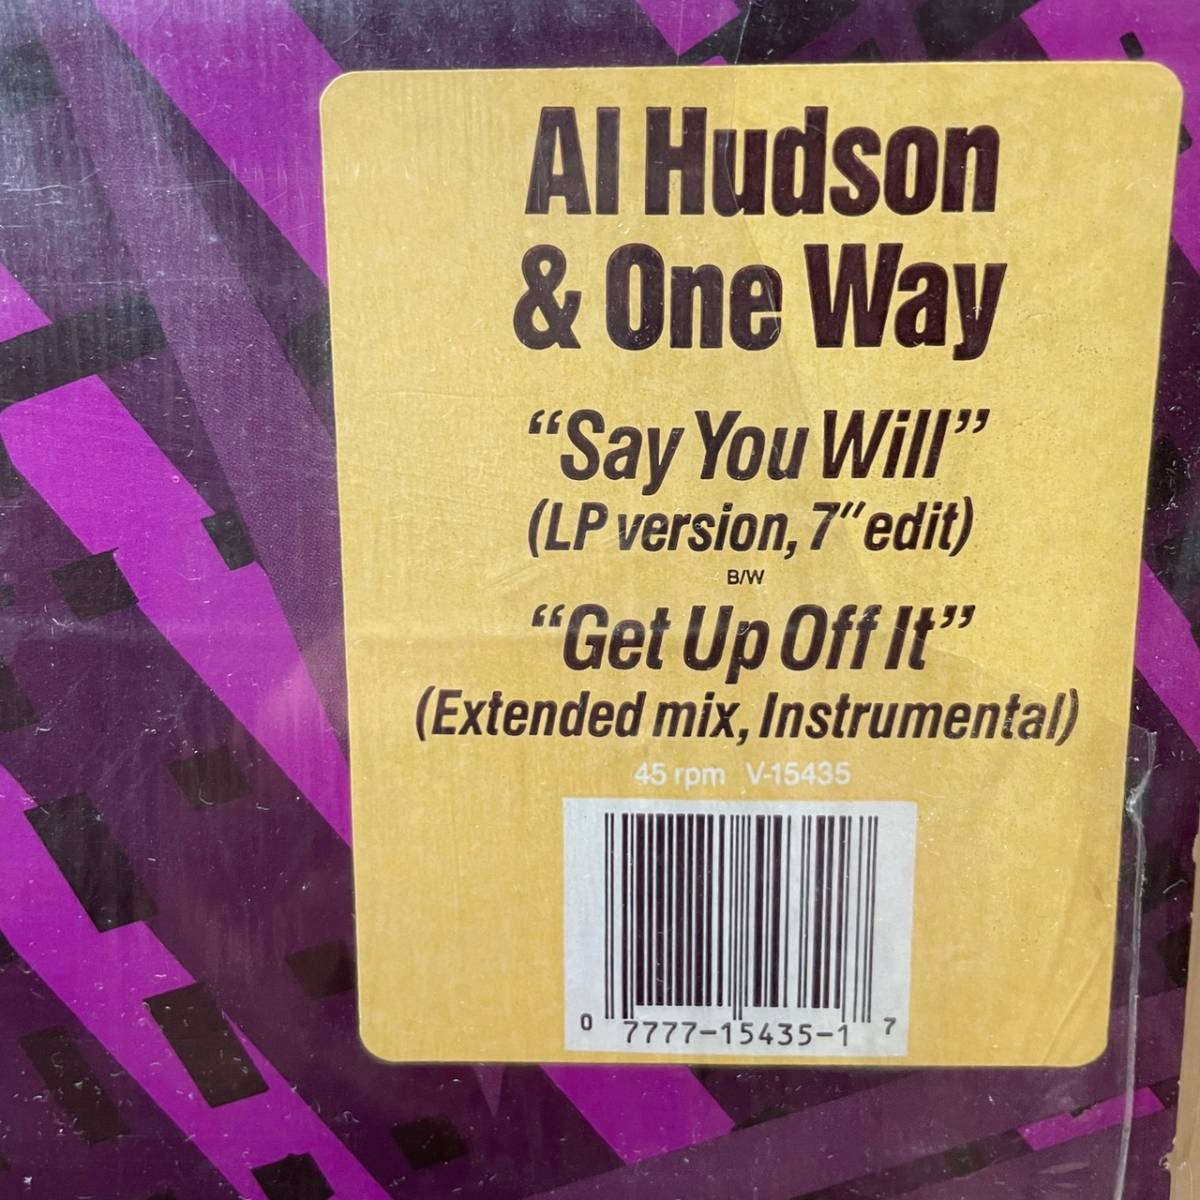 Al Hudson
& One Way
“Say You Will”
(LP version, 7″ edit)
B/W
“Get Up Off It”
(Extended mix, Instrumental)
45 rpm V-15435
0 7777-15435-1 7